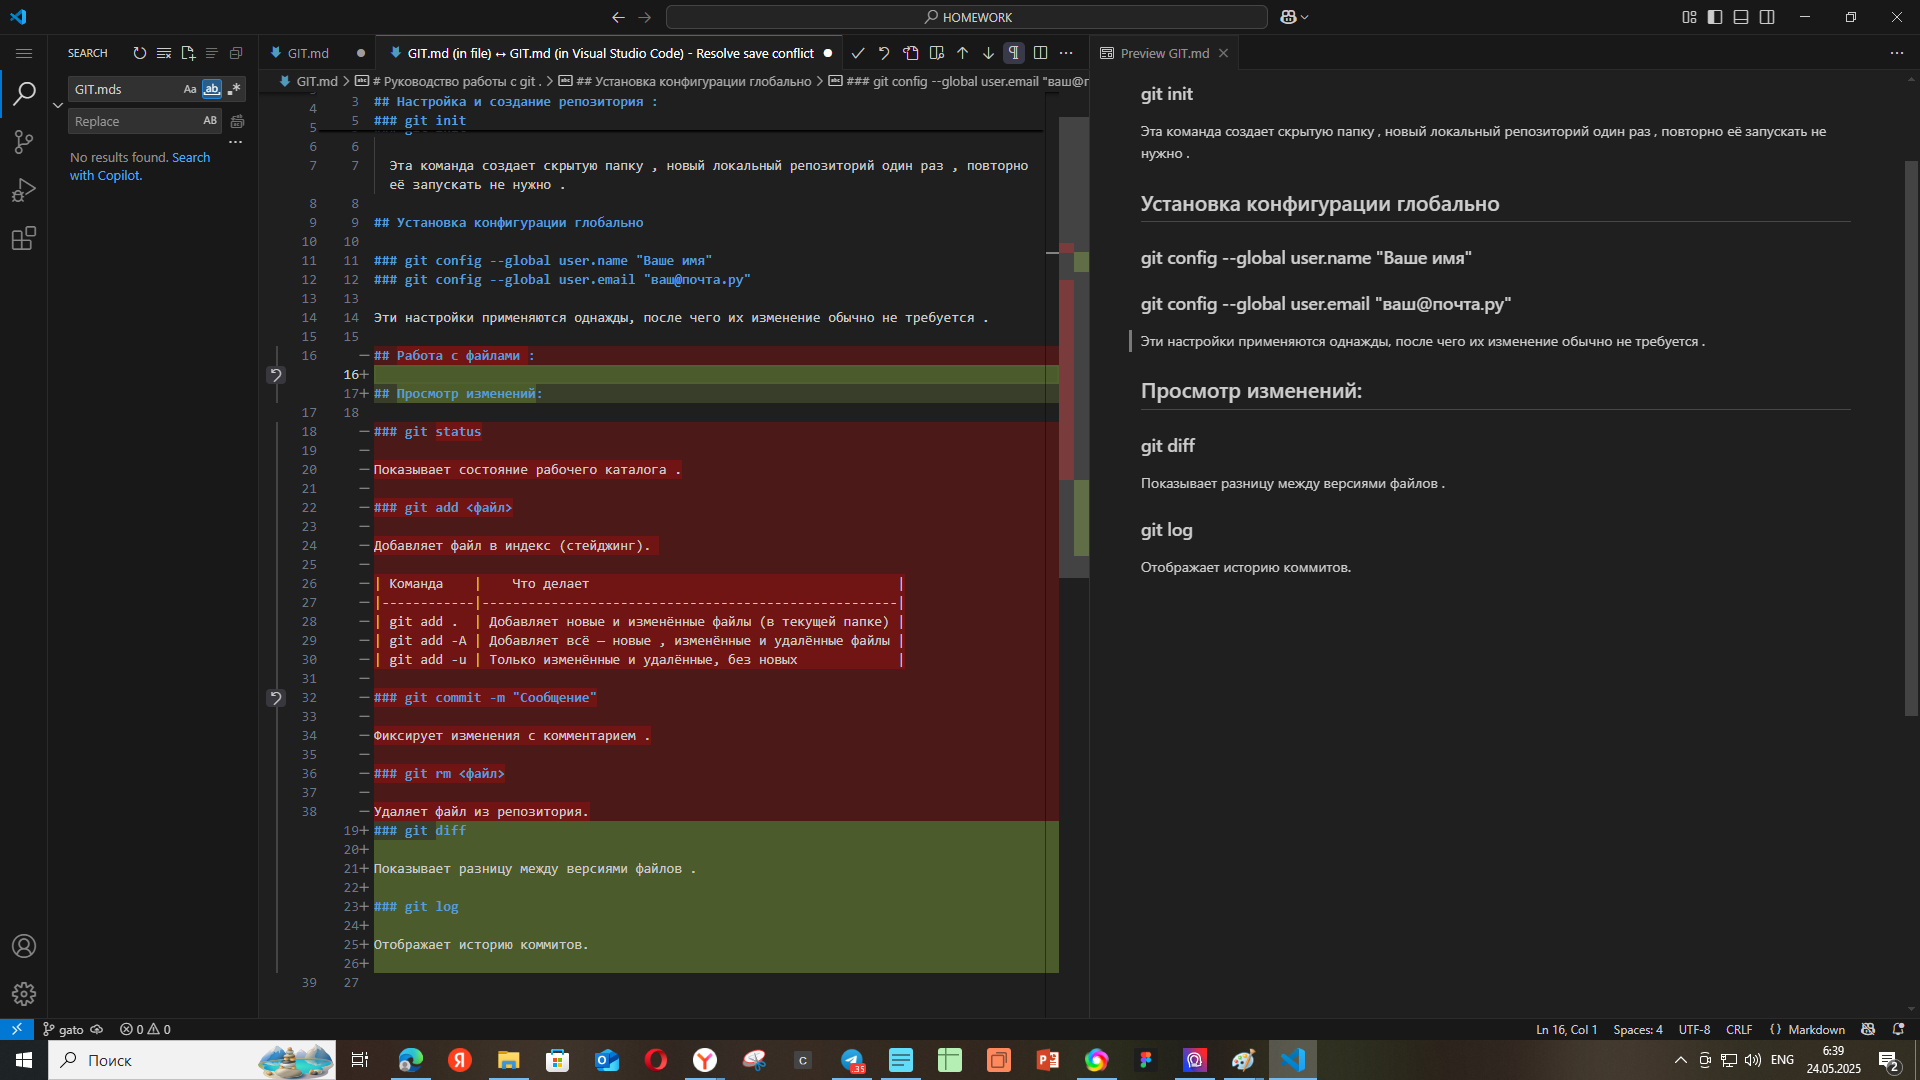 HOMEWORK
SEARCH
GIT.mds
Aa
ab
Replace
AB
No results found. Search
with Copilot.
GIT.md
GIT.md (in file) ↔ GIT.md (in Visual Studio Code) - Resolve save conflict
GIT.md > # Руководство работы с git . > ## Установка конфигурации глобально > ### git config --global user.email "ваш@п
4 3 ## Настройка и создание репозитория :
5 5 ### git init
6 6
7 7 Эта команда создает скрытую папку , новый локальный репозиторий один раз , повторно
её запускать не нужно .
8 8
9 9 ## Установка конфигурации глобально
10 10
11 11 ### git config --global user.name "Ваше имя"
12 12 ### git config --global user.email "ваш@почта.ру"
13 13
14 14 Эти настройки применяются однажды, после чего их изменение обычно не требуется .
15 15
16 —## Работа с файлами :
16+
17+ ## Просмотр изменений:
17 18
18 —### git status
19 —
20 —Показывает состояние рабочего каталога .
21 —
22 —### git add <файл>
23 —
24 —Добавляет файл в индекс (стейджинг).
25 —
26 —| Команда | Что делает |
27 —|------------|------------------------------------------------------|
28 —| git add . | Добавляет новые и изменённые файлы (в текущей папке) |
29 —| git add -A | Добавляет всё — новые , изменённые и удалённые файлы |
30 —| git add -u | Только изменённые и удалённые, без новых |
31 —
32 —### git commit -m "Сообщение"
33 —
34 —Фиксирует изменения с комментарием .
35 —
36 —### git rm <файл>
37 —
38 —Удаляет файл из репозитория.
19+ ### git diff
20+
21+ Показывает разницу между версиями файлов .
22+
23+ ### git log
24+
25+ Отображает историю коммитов.
26+
39 27
Preview GIT.md
git init
Эта команда создает скрытую папку , новый локальный репозиторий один раз , повторно её запускать не
нужно .
Установка конфигурации глобально
git config --global user.name "Ваше имя"
git config --global user.email "ваш@почта.ру"
Эти настройки применяются однажды, после чего их изменение обычно не требуется .
Просмотр изменений:
git diff
Показывает разницу между версиями файлов .
git log
Отображает историю коммитов.
gato
0 0
Ln 16, Col 1
Spaces: 4
UTF-8
CRLF
{} Markdown
Поиск
35
ENG
6:39
24.05.2025
2